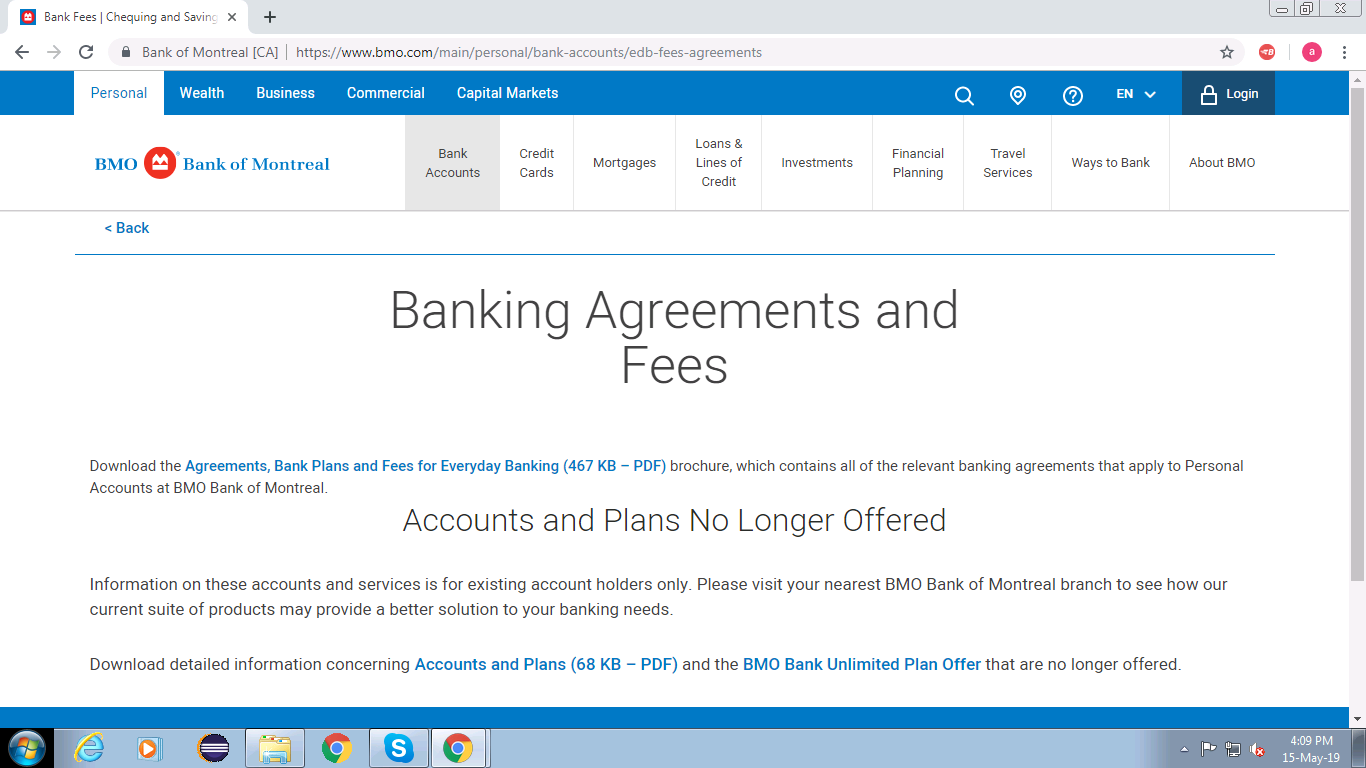 Bank Fees | Chequing and Saving
Bank of Montreal [CA] | https://www.bmo.com/main/personal/bank-accounts/edb-fees-agreements
a
Personal Wealth Business Commercial Capital Markets EN Login
BMO Bank of Montreal
Bank
Accounts
Credit
Cards
Mortgages
Loans &
Lines of
Credit
Investments
Financial
Planning
Travel
Services
Ways to Bank
About BMO
< Back
Banking Agreements and
Fees
Download the Agreements, Bank Plans and Fees for Everyday Banking (467 KB – PDF) brochure, which contains all of the relevant banking agreements that apply to Personal
Accounts at BMO Bank of Montreal.
Accounts and Plans No Longer Offered
Information on these accounts and services is for existing account holders only. Please visit your nearest BMO Bank of Montreal branch to see how our
current suite of products may provide a better solution to your banking needs.
Download detailed information concerning Accounts and Plans (68 KB – PDF) and the BMO Bank Unlimited Plan Offer that are no longer offered.
4:09 PM
15-May-19